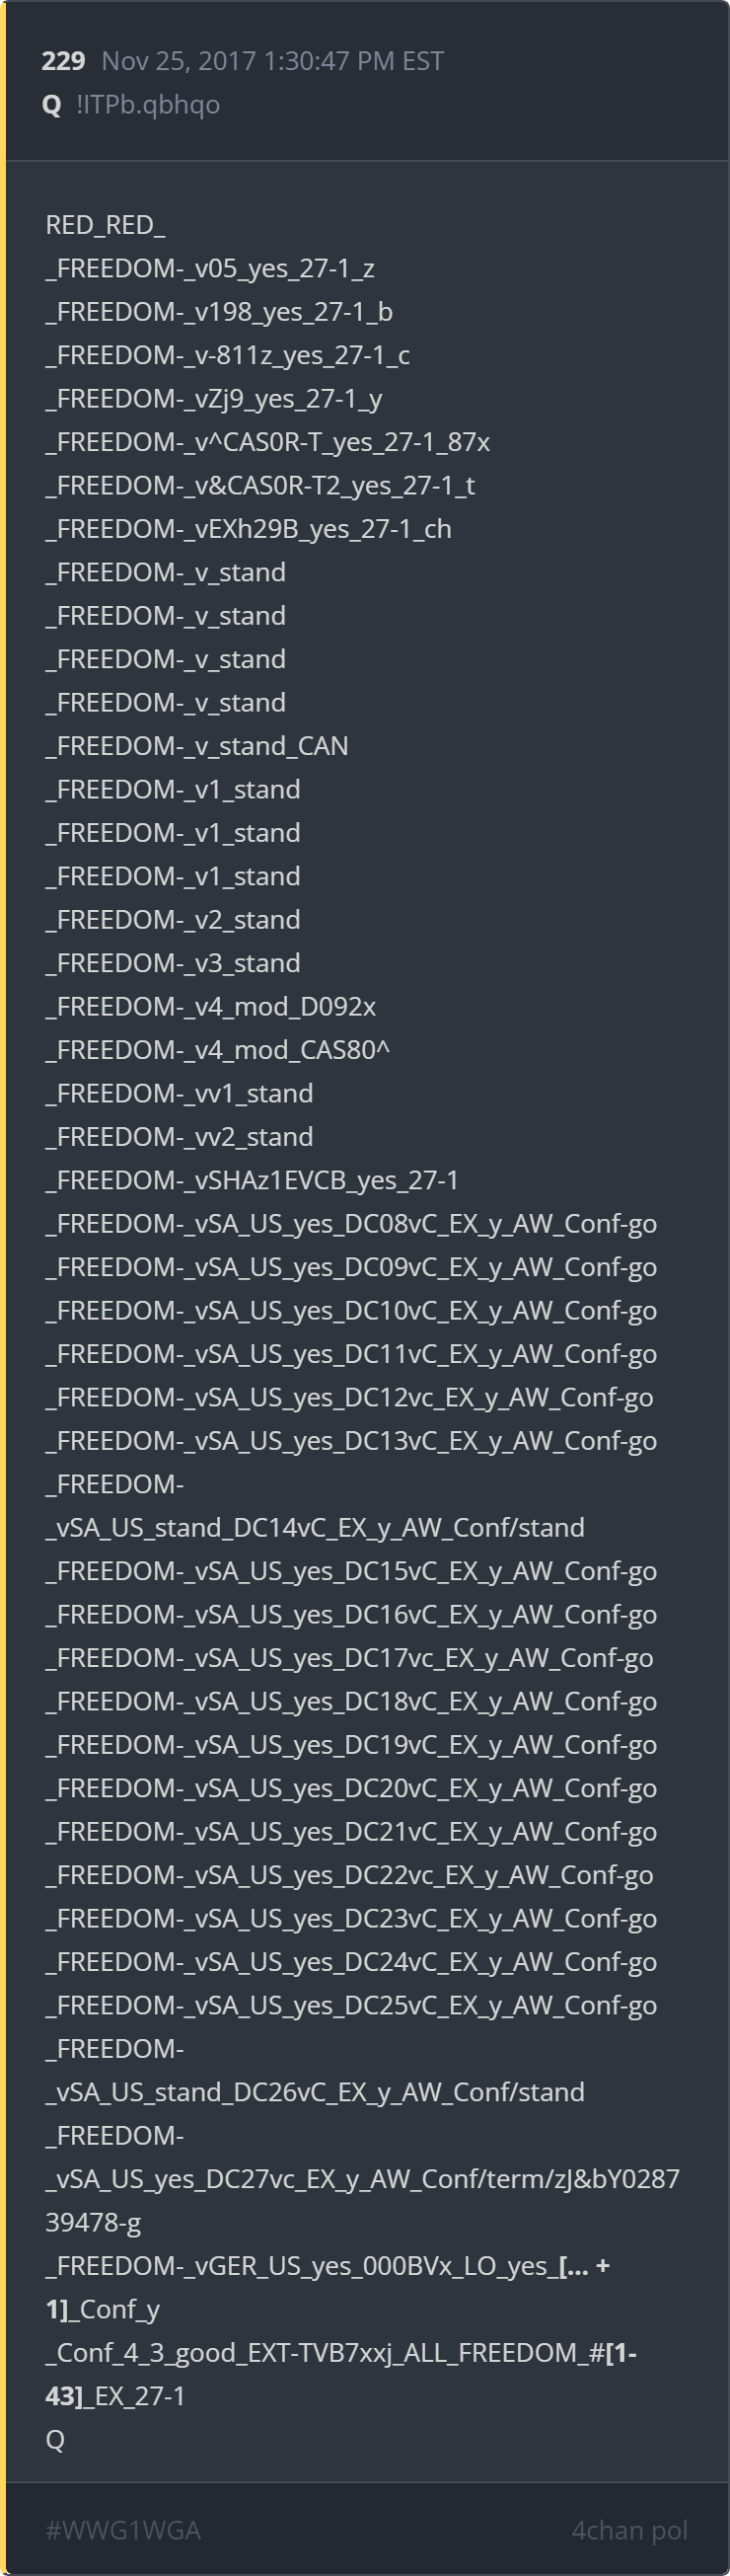 229 Nov 25, 2017 1:30:47 PM EST
Q !ITPb.qbhqo
RED_RED_
_FREEDOM-_v05_yes_27-1_z
_FREEDOM-_v198_yes_27-1_b
_FREEDOM-_v-811z_yes_27-1_c
_FREEDOM-_vZj9_yes_27-1_y
_FREEDOM-_v^CAS0R-T_yes_27-1_87x
_FREEDOM-_v&CAS0R-T2_yes_27-1_t
_FREEDOM-_vEXh29B_yes_27-1_ch
_FREEDOM-_v_stand
_FREEDOM-_v_stand
_FREEDOM-_v_stand
_FREEDOM-_v_stand
_FREEDOM-_v_stand_CAN
_FREEDOM-_v1_stand
_FREEDOM-_v1_stand
_FREEDOM-_v1_stand
_FREEDOM-_v2_stand
_FREEDOM-_v3_stand
_FREEDOM-_v4_mod_D092x
_FREEDOM-_v4_mod_CAS80^
_FREEDOM-_vv1_stand
_FREEDOM-_vv2_stand
_FREEDOM-_vSHAz1EVCB_yes_27-1
_FREEDOM-_vSA_US_yes_DC08vC_EX_y_AW_Conf-go
_FREEDOM-_vSA_US_yes_DC09vC_EX_y_AW_Conf-go
_FREEDOM-_vSA_US_yes_DC10vC_EX_y_AW_Conf-go
_FREEDOM-_vSA_US_yes_DC11vC_EX_y_AW_Conf-go
_FREEDOM-_vSA_US_yes_DC12vc_EX_y_AW_Conf-go
_FREEDOM-_vSA_US_yes_DC13vC_EX_y_AW_Conf-go
_FREEDOM-
_vSA_US_stand_DC14vC_EX_y_AW_Conf/stand
_FREEDOM-_vSA_US_yes_DC15vC_EX_y_AW_Conf-go
_FREEDOM-_vSA_US_yes_DC16vC_EX_y_AW_Conf-go
_FREEDOM-_vSA_US_yes_DC17vc_EX_y_AW_Conf-go
_FREEDOM-_vSA_US_yes_DC18vC_EX_y_AW_Conf-go
_FREEDOM-_vSA_US_yes_DC19vC_EX_y_AW_Conf-go
_FREEDOM-_vSA_US_yes_DC20vC_EX_y_AW_Conf-go
_FREEDOM-_vSA_US_yes_DC21vC_EX_y_AW_Conf-go
_FREEDOM-_vSA_US_yes_DC22vc_EX_y_AW_Conf-go
_FREEDOM-_vSA_US_yes_DC23vC_EX_y_AW_Conf-go
_FREEDOM-_vSA_US_yes_DC24vC_EX_y_AW_Conf-go
_FREEDOM-_vSA_US_yes_DC25vC_EX_y_AW_Conf-go
_FREEDOM-
_vSA_US_stand_DC26vC_EX_y_AW_Conf/stand
_FREEDOM-
_vSA_US_yes_DC27vc_EX_y_AW_Conf/term/zJ&bY0287
39478-g
_FREEDOM-_vGER_US_yes_000BVx_LO_yes_[... +
1]_Conf_y
_Conf_4_3_good_EXT-TVB7xxj_ALL_FREEDOM_#[1-
43]_EX_27-1
Q
#WWG1WGA 4chan pol